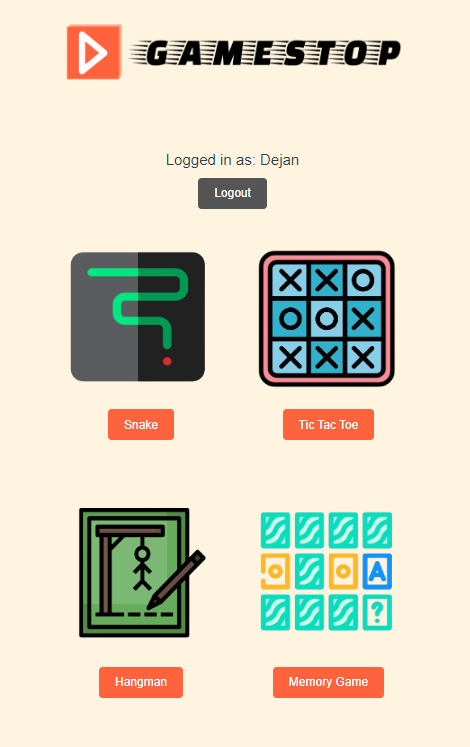 GAMESTOP
Logged in as: Dejan
Logout
X X O
O O X
X O X
Snake
Tic Tac Toe
A
?
Hangman
Memory Game